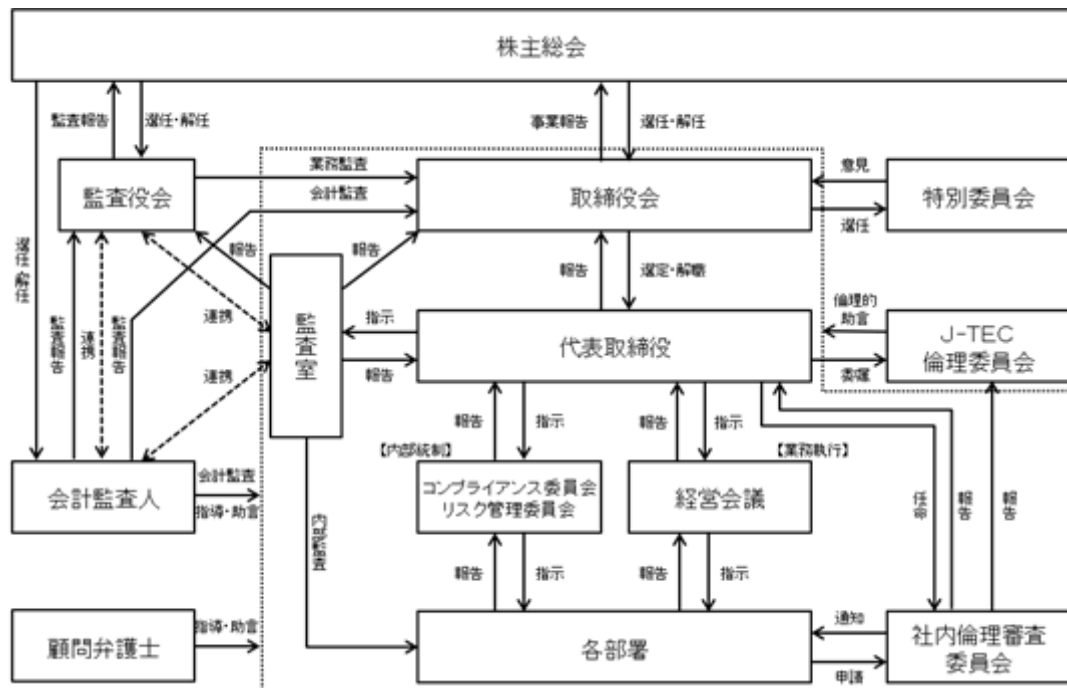 株主総会
監査報告
選任・解任
事業報告
選任・解任
監査役会
業務監査
会計監査
取締役会
意見
選任
特別委員会
選任・解任
報告
報告
報告
選定・解職
監査室
連携
連携
指示
報告
代表取締役
倫理的
助言
委嘱
J-TEC
倫理委員会
監査報告
連携
監査報告
報告
指示
報告
指示
【内部統制】
【業務執行】
会計監査人
会計監査
指導・助言
コンプライアンス委員会
リスク管理委員会
経営会議
任命
報告
報告
内部監査
報告
指示
報告
指示
顧問弁護士
指導・助言
各部署
通知
申請
社内倫理審査
委員会